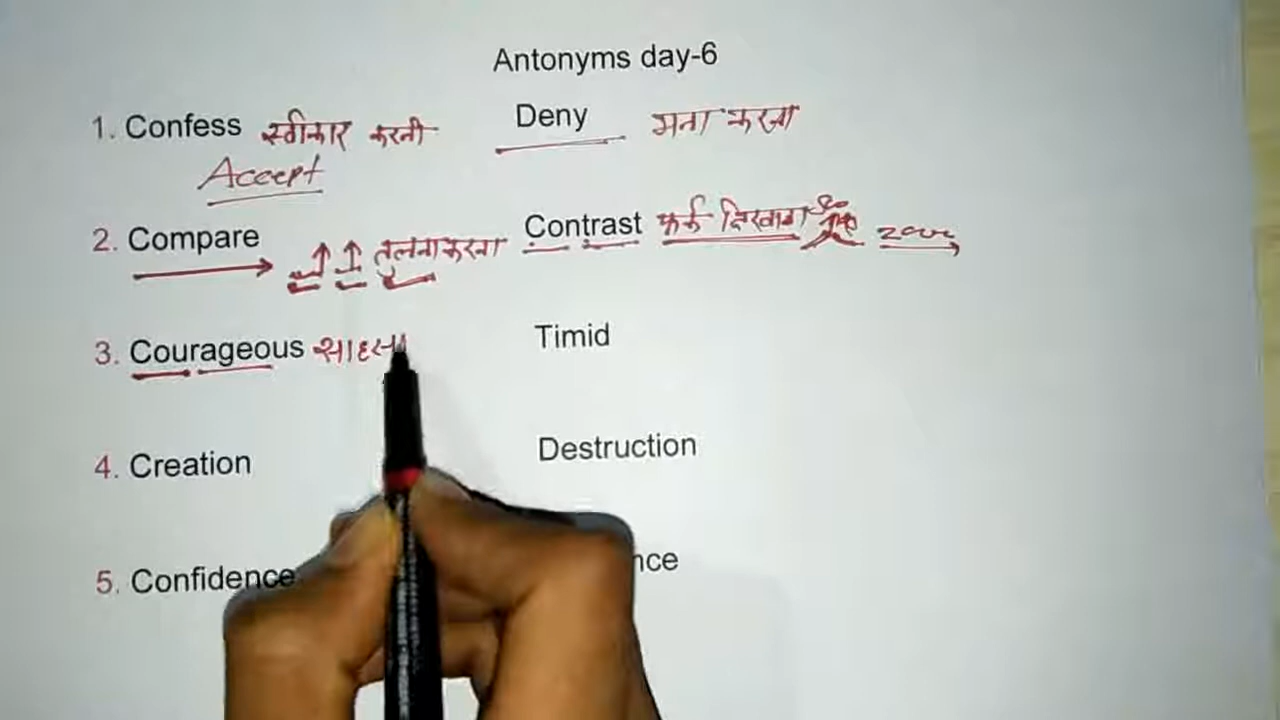 Antonyms day-6
1. Confess स्वीकार करनी Deny मना करना
Accept
2. Compare तुलना करना Contrast फर्क दिखाना
3. Courageous साहस Timid
4. Creation Destruction
5. Confidence nce